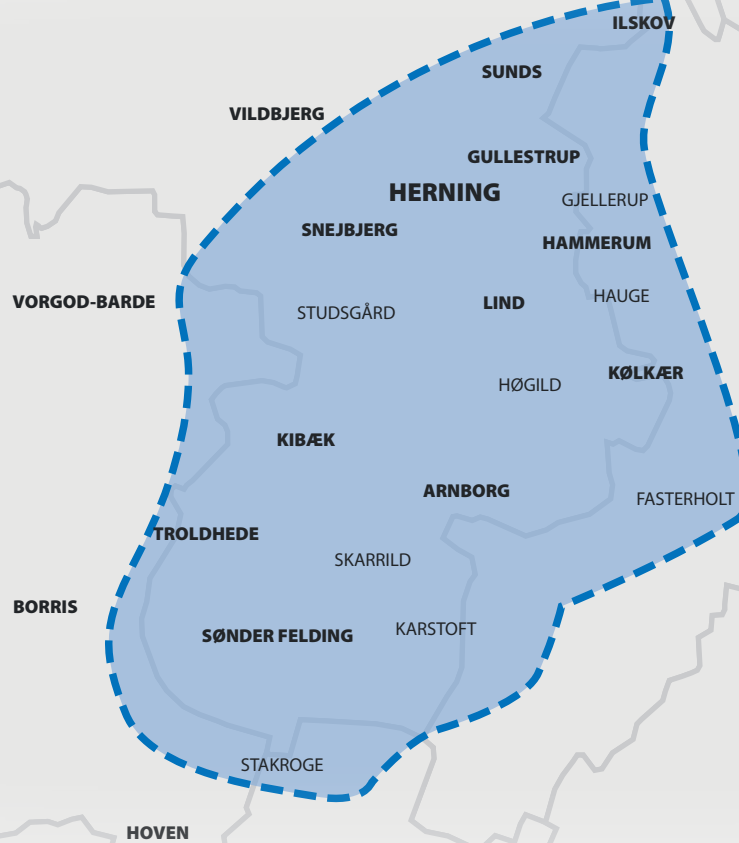 ILSKOV
SUNDS
VILDBJERG
GULLESTRUP
HERNING
GJELLERUP
SNEJBJERG
HAMMERUM
HAUGE
VORGOD-BARDE
LIND
STUDSGÅRD
KØLKÆR
HØGILD
KIBÆK
ARNBORG
FASTERHOLT
TROLDHEDE
SKARRILD
BORRIS
KARSTOFT
SØNDER FELDING
STAKROGE
HOVEN